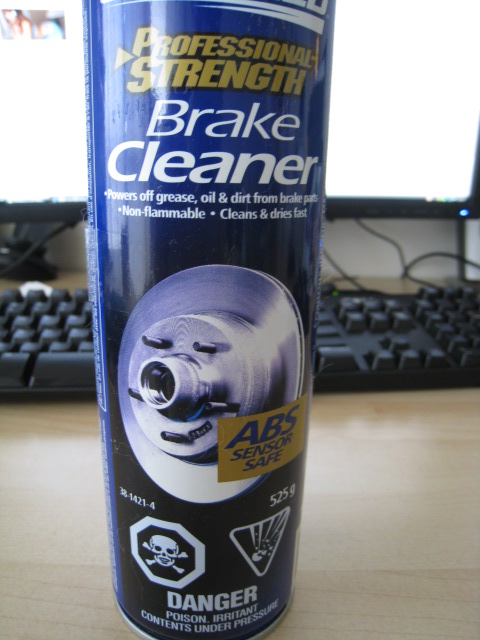 PROFESSIONAL
STRENGTH
Brake
Cleaner
•Powers off grease, oil & dirt from brake parts
•Non-flammable • Cleans & dries fast
ABS
SENSOR
SAFE
38-1421-4
525 g
DANGER
POISON. IRRITANT
CONTENTS UNDER PRESSURE